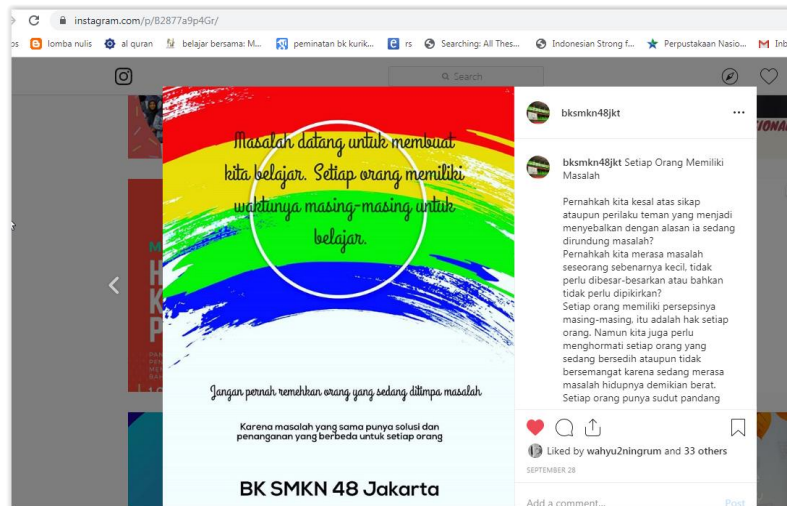 instagram.com/p/B2877a9p4Gr/
lomba nulis
al quran
belajar bersama: M...
peminatan bk kurik...
rs
Searching: All Thes...
Indonesian Strong f...
Perpustakaan Nasio...
Search
Masalah datang untuk membuat
kita belajar. Setiap orang memiliki
waktunya masing-masing untuk
belajar.
Jangan pernah remehkan orang yang sedang ditimpa masalah
Karena masalah yang sama punya solusi dan
penanganan yang berbeda untuk setiap orang
BK SMKN 48 Jakarta
bksmkn48jkt
bksmkn48jkt Setiap Orang Memiliki
Masalah
Pernahkah kita kesal atas sikap
ataupun perilaku teman yang menjadi
menyebalkan dengan alasan ia sedang
dirundung masalah?
Pernahkah kita merasa masalah
seseorang sebenarnya kecil, tidak
perlu dibesar-besarkan atau bahkan
tidak perlu dipikirkan?
Setiap orang memiliki persepsinya
masing-masing, itu adalah hak setiap
orang. Namun kita juga perlu
menghormati setiap orang yang
sedang bersedih ataupun tidak
bersemangat karena sedang merasa
masalah hidupnya demikian berat.
Setiap orang punya sudut pandang
Liked by wahyu2ningrum and 33 others
SEPTEMBER 28
Add a comment...
Post